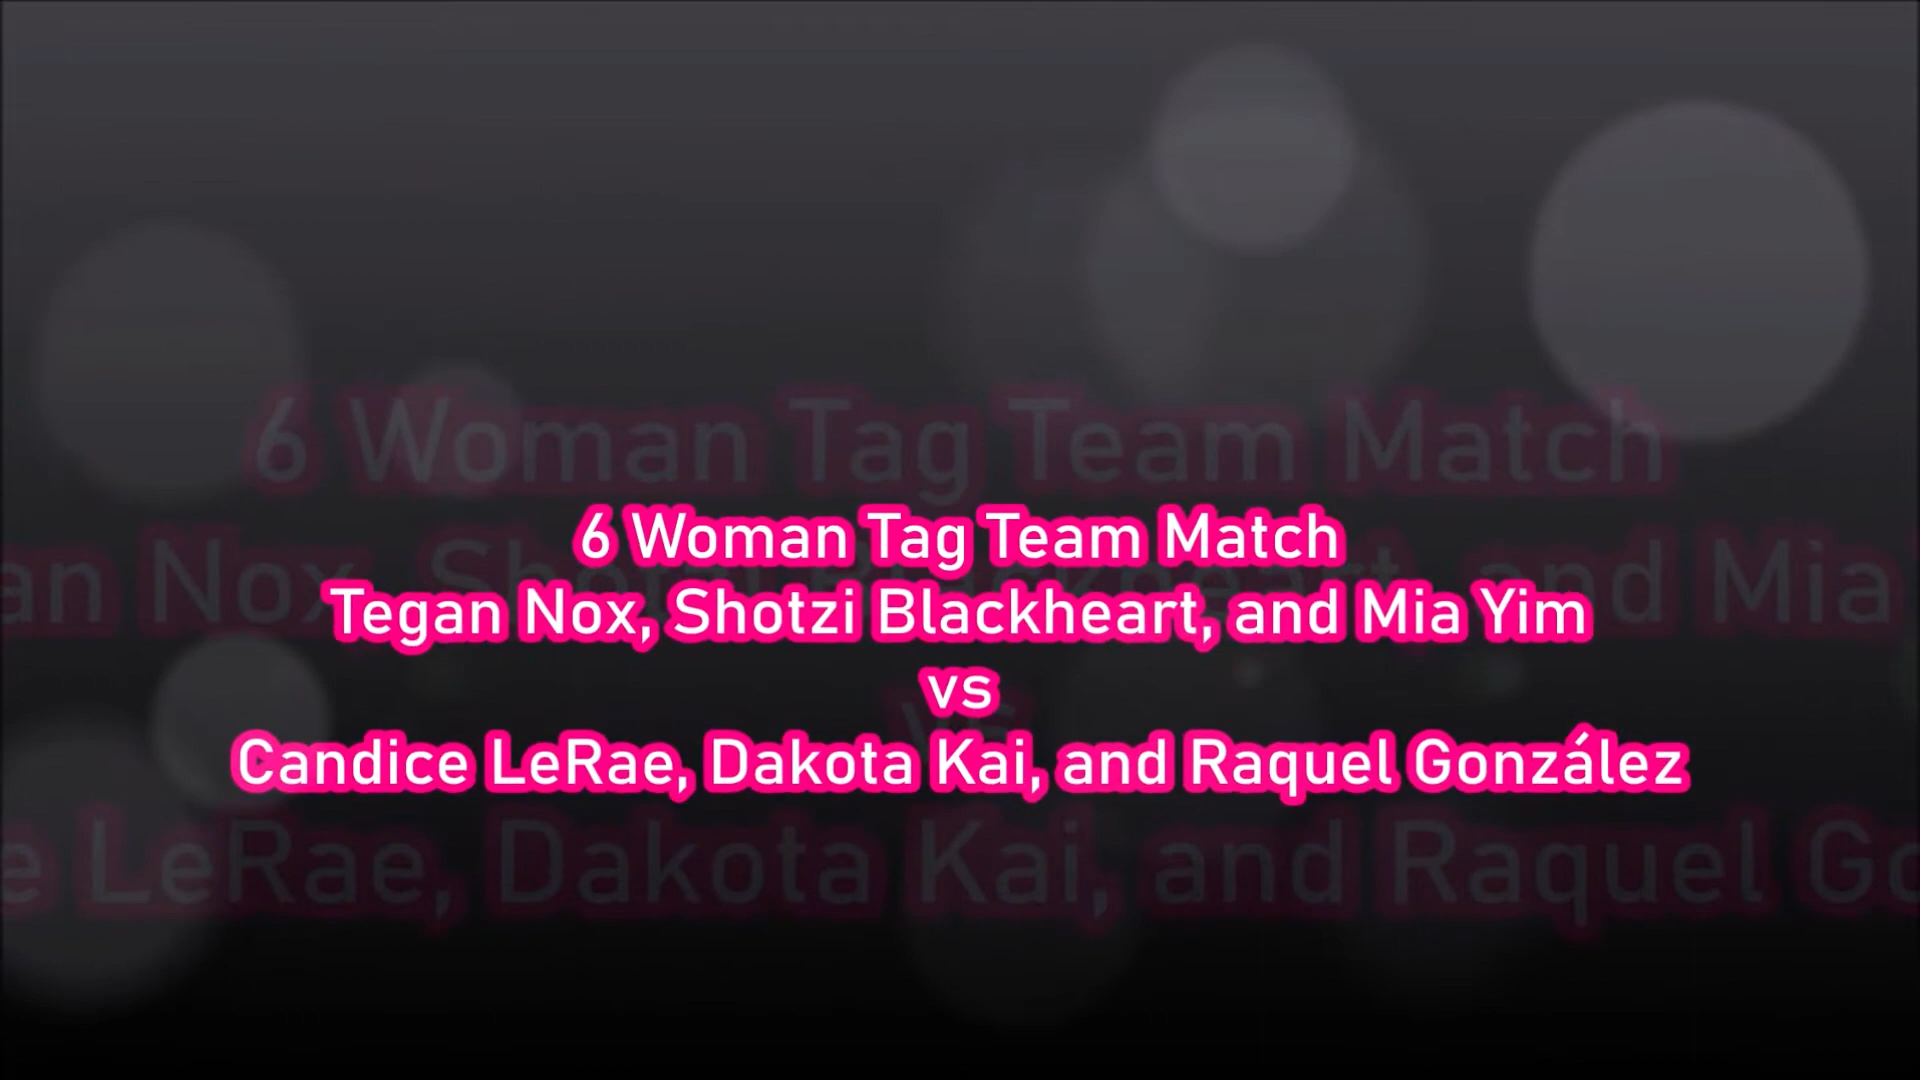 6 Woman Tag Team Match
Tegan Nox, Shotzi Blackheart, and Mia Yim
vs
Candice LeRae, Dakota Kai, and Raquel González